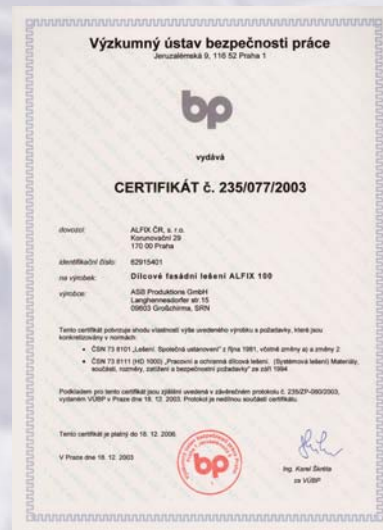 Výzkumný ústav bezpečnosti práce
Jeruzalémská 9, 116 52 Praha 1
bp
vydává
CERTIFIKÁT č. 235/077/2003
dovozci: ALFIX ČR, s. r.o.
Korunovační 29
170 00 Praha
identifikační číslo: 62915401
na výrobek: Dílcové fasádní lešení ALFIX 100
výrobce: ASB Produktions GmbH
Langhennesdorfer str.15
09603 Großchirma, SRN
Tento certifikát potvrzuje shodu vlastností výše uvedeného výrobku s požadavky, které jsou
konkretizovány v normách:
• ČSN 73 8101 „Lešení. Společná ustanovení" z října 1981, včetně změny a) a změny 2
• ČSN 73 8111 (HD 1000) „Pracovní a ochranná dílcová lešení. (Systémová lešení) Materiály,
součásti, rozměry, zatížení a bezpečnostní požadavky" ze září 1994
Podkladem pro tento certifikát jsou zjištění uvedená v závěrečném protokolu č. 235/ZP-080/2003,
vydaném VÚBP v Praze dne 18. 12. 2003. Protokol je nedílnou součástí certifikátu.
Tento certifikát je platný do 18. 12. 2006
V Praze dne 18. 12. 2003
bp
Ing. Karel Škréta
za VÚBP